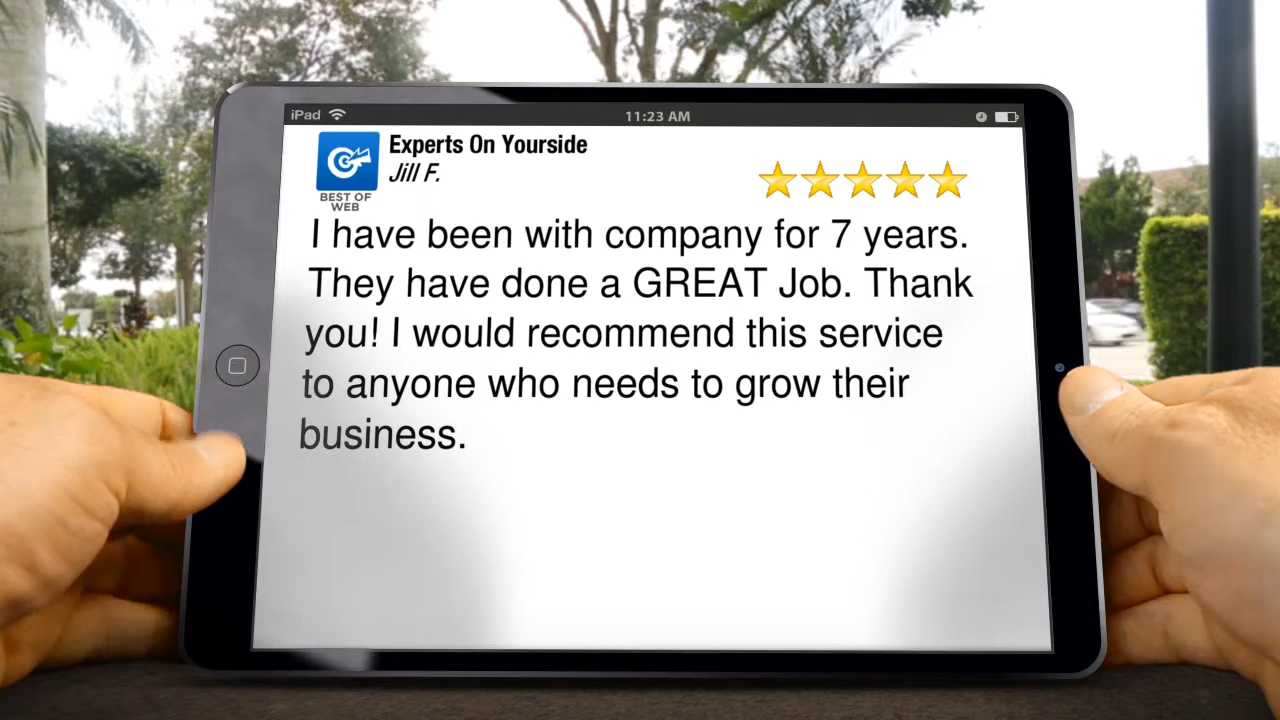 iPad 11:23 AM
Experts On Yourside
Jill F.
BEST OF
WEB
I have been with company for 7 years.
They have done a GREAT Job. Thank
you! I would recommend this service
to anyone who needs to grow their
business.